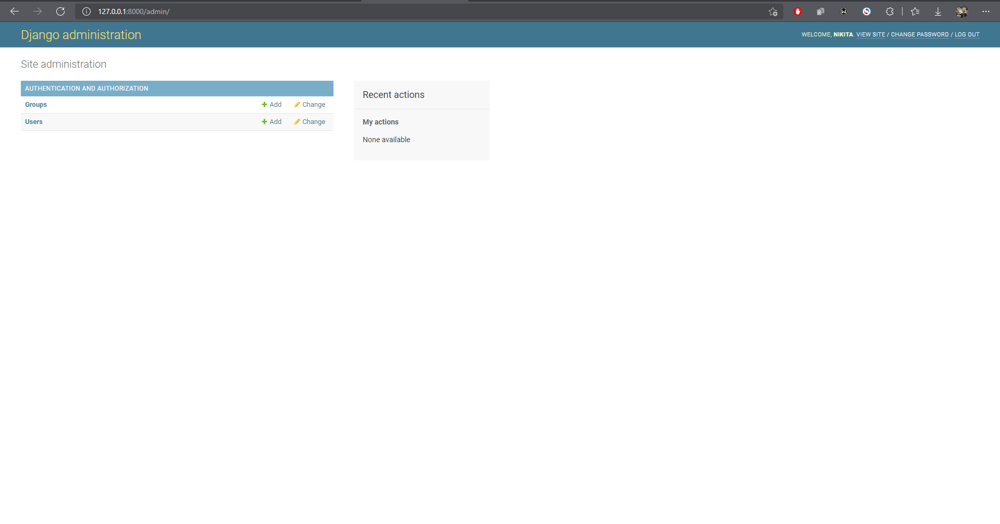 127.0.0.1:8000/admin/
Django administration
WELCOME, NIKITA. VIEW SITE / CHANGE PASSWORD / LOG OUT
Site administration
AUTHENTICATION AND AUTHORIZATION
Groups Add Change
Users Add Change
Recent actions
My actions
None available